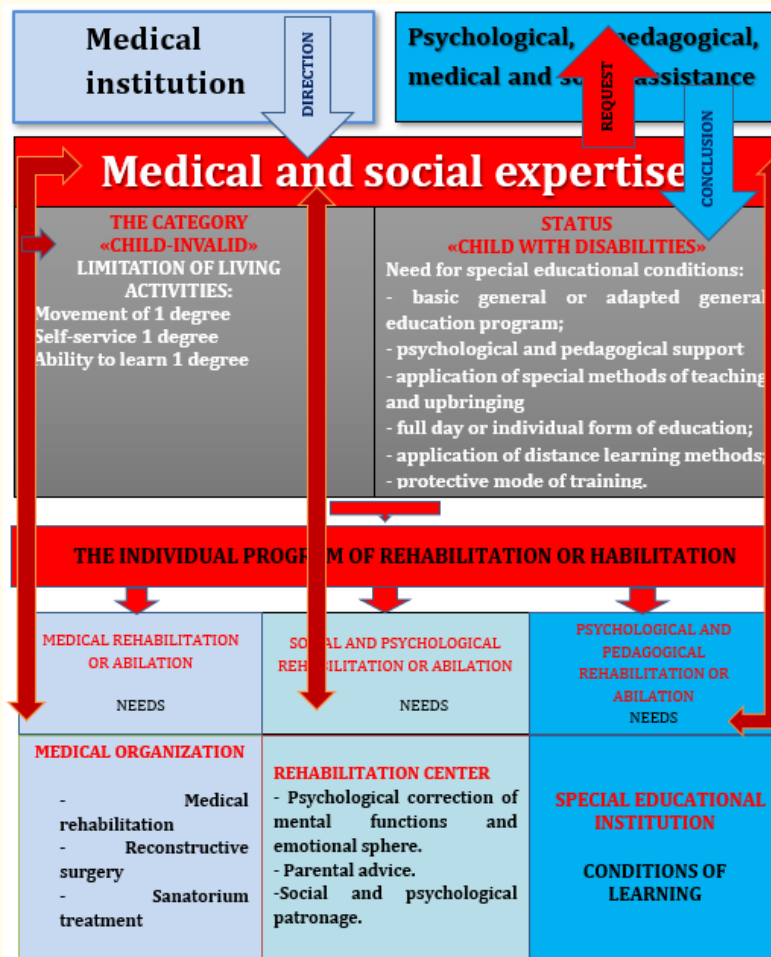 Medical
institution
DIRECTION
Psychological, pedagogical,
medical and social assistance
REQUEST
CONCLUSION
Medical and social expertise
THE CATEGORY
«CHILD-INVALID»
LIMITATION OF LIVING
ACTIVITIES:
Movement of 1 degree
Self-service 1 degree
Ability to learn 1 degree
STATUS
«CHILD WITH DISABILITIES»
Need for special educational conditions:
- basic general or adapted general
education program;
- psychological and pedagogical support
- application of special methods of teaching
and upbringing
- full day or individual form of education;
- application of distance learning methods;
- protective mode of training.
THE INDIVIDUAL PROGRAM OF REHABILITATION OR HABILITATION
MEDICAL REHABILITATION
OR ABILATION
NEEDS
SOCIAL AND PSYCHOLOGICAL
REHABILITATION OR ABILATION
NEEDS
PSYCHOLOGICAL AND
PEDAGOGICAL
REHABILITATION OR
ABILATION
NEEDS
MEDICAL ORGANIZATION
- Medical
rehabilitation
- Reconstructive
surgery
- Sanatorium
treatment
REHABILITATION CENTER
- Psychological correction of
mental functions and
emotional sphere.
- Parental advice.
-Social and psychological
patronage.
SPECIAL EDUCATIONAL
INSTITUTION
CONDITIONS OF
LEARNING